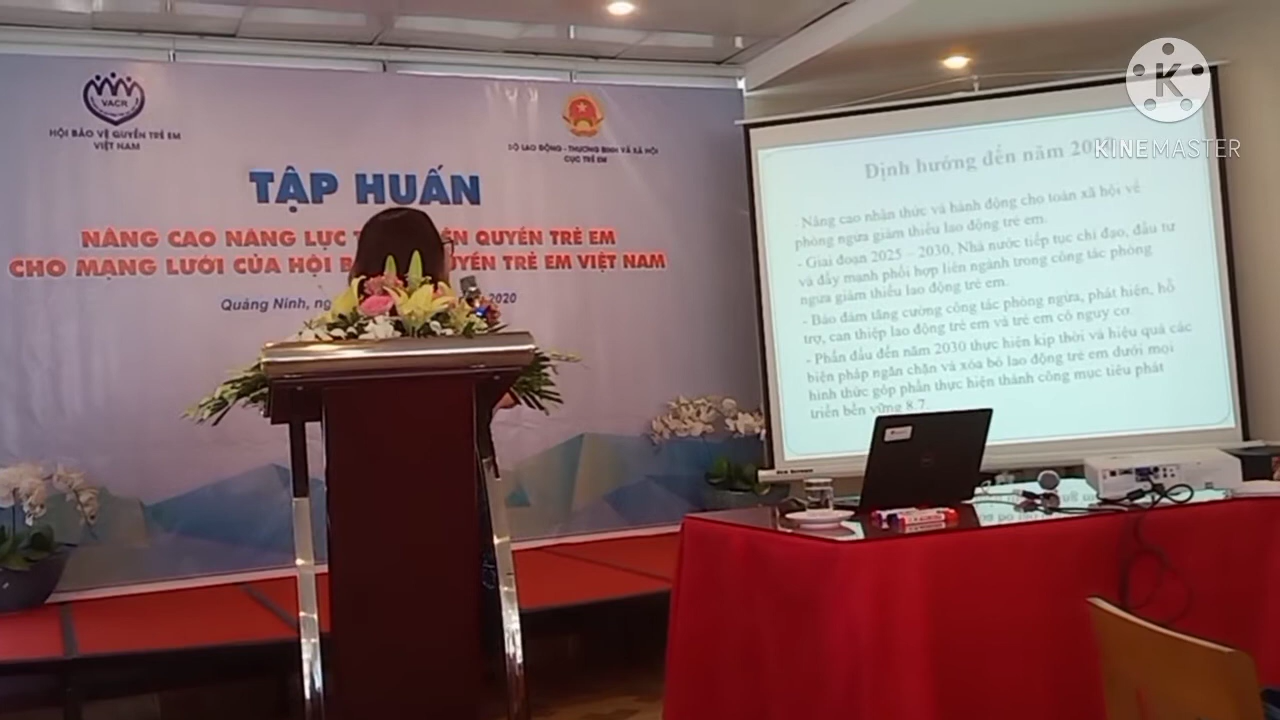 VACR
HỘI BẢO VỆ QUYỀN TRẺ EM
VIỆT NAM
BỘ LAO ĐỘNG - THƯƠNG BINH VÀ XÃ HỘI
CỤC TRẺ EM
TẬP HUẤN
NÂNG CAO NĂNG LỰC QUYỀN TRẺ EM
CHO MẠNG LƯỚI CỦA HỘI TRẺ EM VIỆT NAM
Quảng Ninh, 2020
K
KINEMASTER
Định hướng đến năm
- Nâng cao nhận thức và hành động cho toàn xã hội về
phòng ngừa giảm thiểu lao động trẻ em.
- Giai đoạn 2025 – 2030, Nhà nước tiếp tục chỉ đạo, đầu tư
và đẩy mạnh phối hợp liên ngành trong công tác phòng
ngừa giảm thiểu lao động trẻ em.
- Bảo đảm tăng cường công tác phòng ngừa, phát hiện, hỗ
trợ, can thiệp lao động trẻ em và trẻ em có nguy cơ.
- Phấn đấu đến năm 2030 thực hiện kịp thời và hiệu quả các
biện pháp ngăn chặn và xóa bỏ lao động trẻ em dưới mọi
hình thức góp phần thực hiện thành công mục tiêu phát
triển bền vững 8.7.